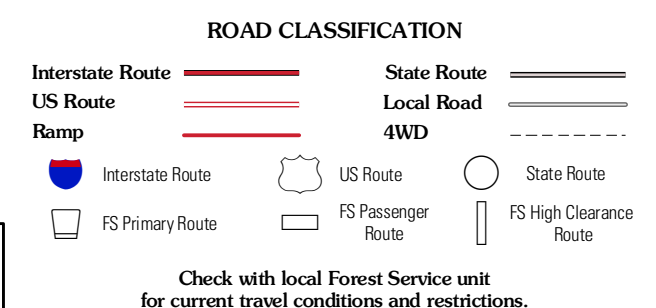 ROAD CLASSIFICATION
Interstate Route
State Route
US Route
Local Road
Ramp
4WD
Interstate Route
US Route
State Route
FS Primary Route
FS Passenger
Route
FS High Clearance
Route
Check with local Forest Service unit
for current travel conditions and restrictions.